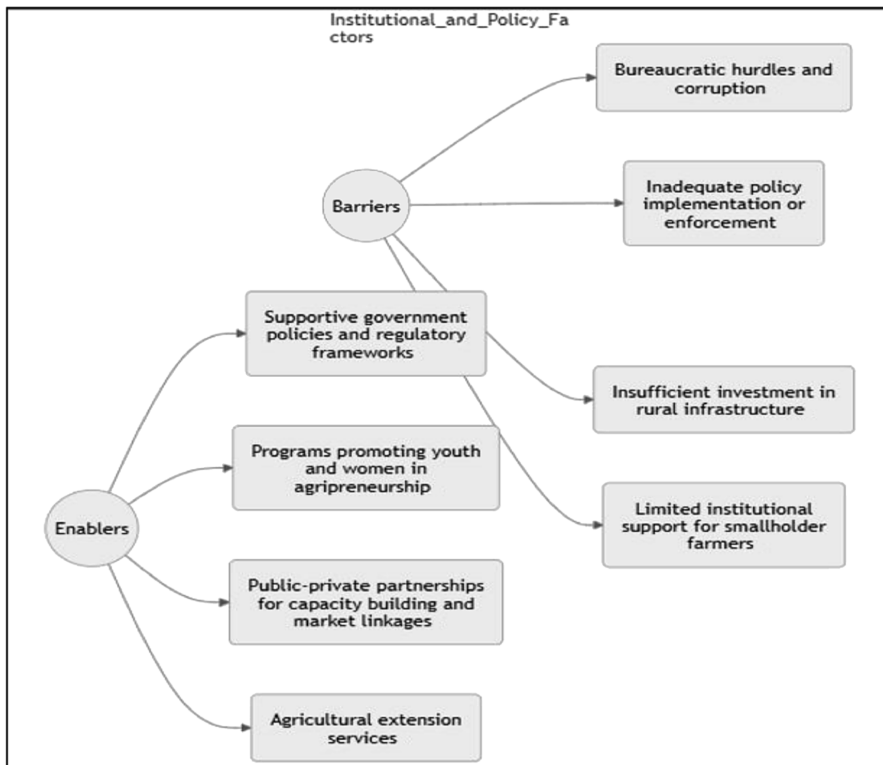 Institutional_and_Policy_Fa
ctors
Bureaucratic hurdles and
corruption
Barriers
Inadequate policy
implementation or
enforcement
Supportive government
policies and regulatory
frameworks
Insufficient investment in
rural infrastructure
Programs promoting youth
and women in
agripreneurship
Limited institutional
support for smallholder
farmers
Enablers
Public-private partnerships
for capacity building and
market linkages
Agricultural extension
services